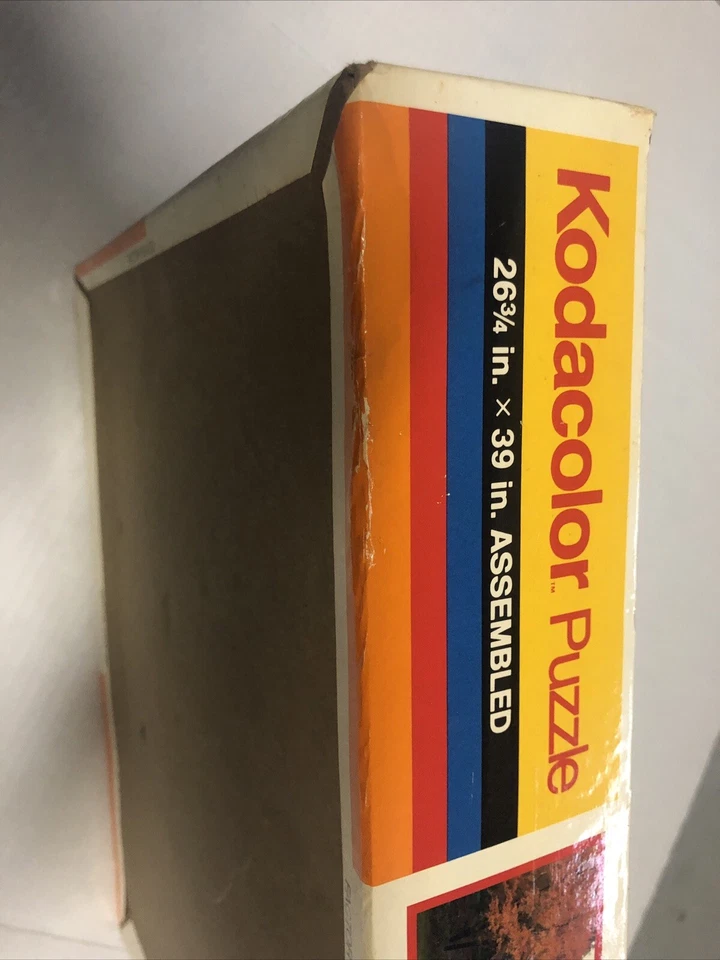 Kodacolor™ Puzzle
26¾ in. × 39 in. ASSEMBLED